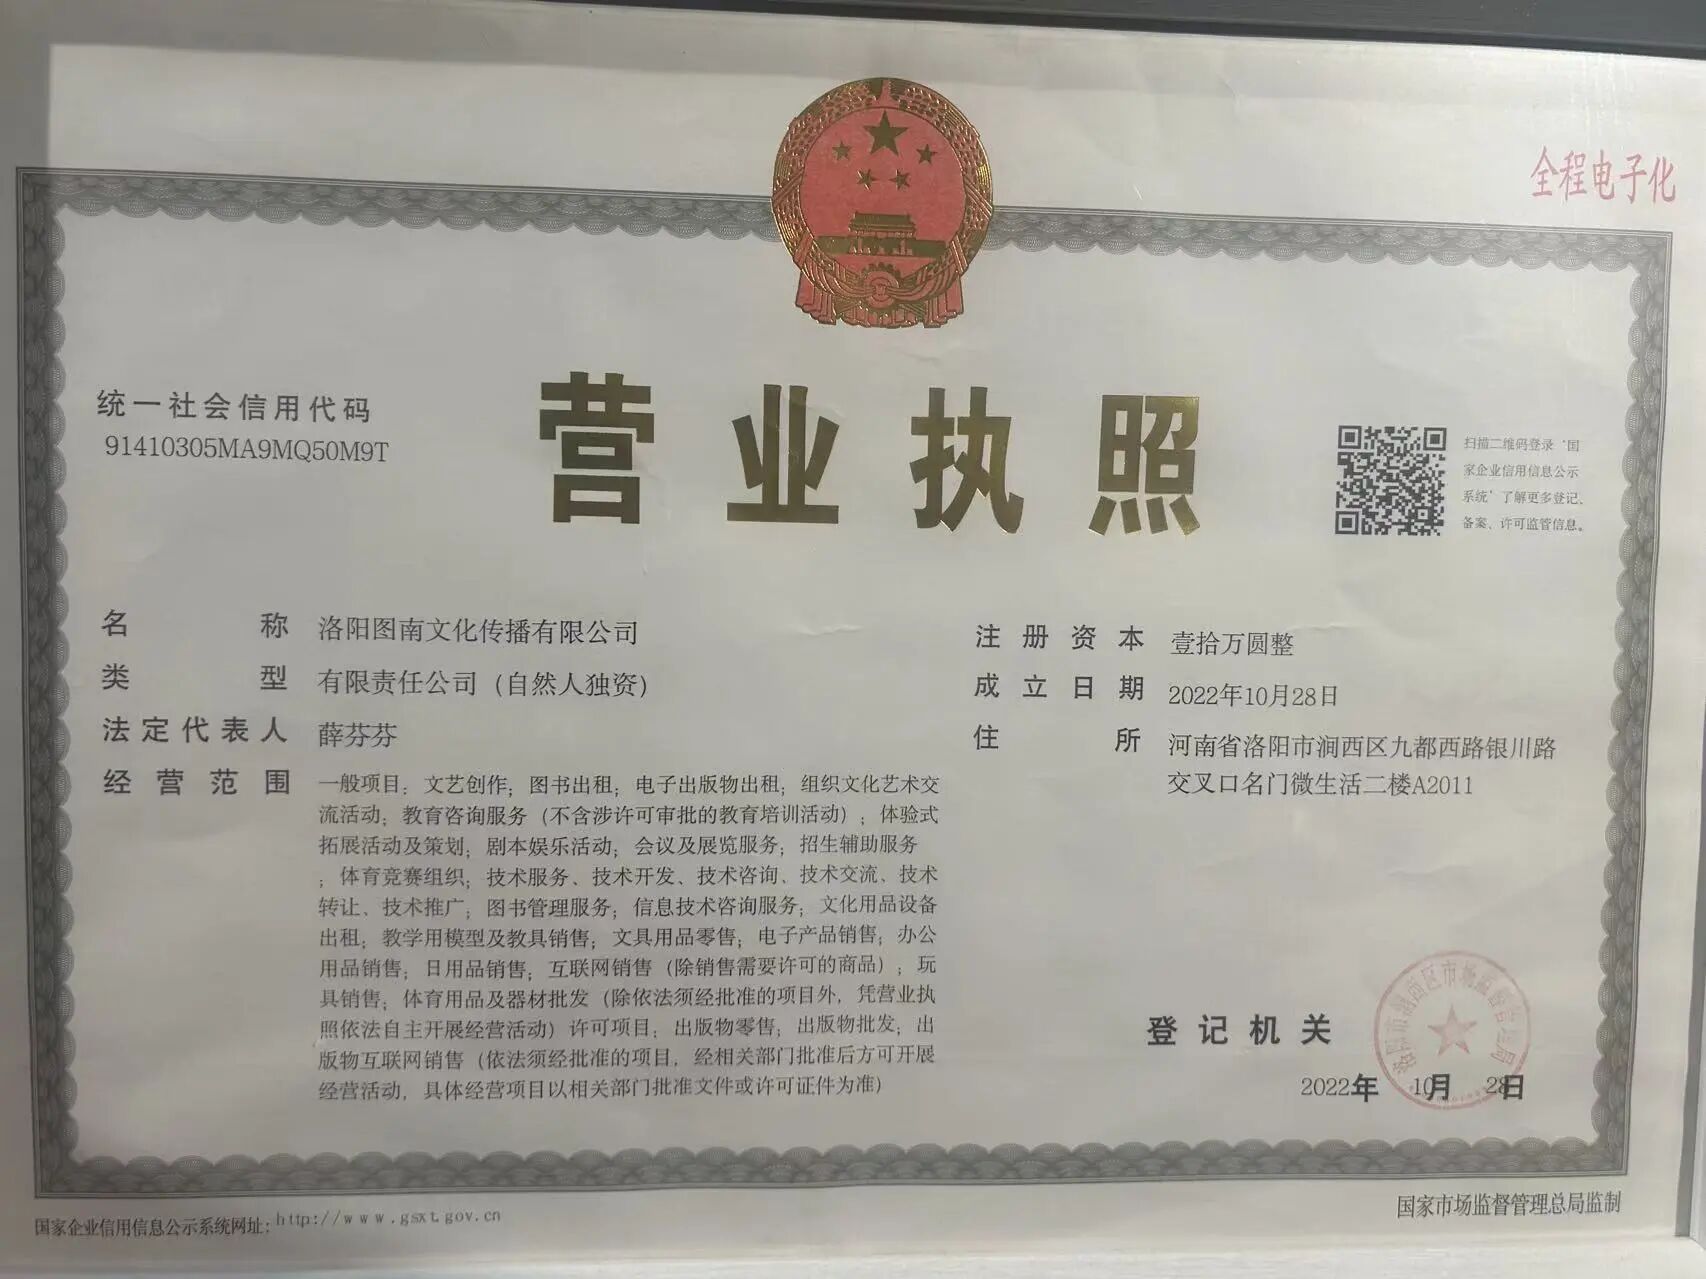 全程电子化
统一社会信用代码
91410305MA9MQ50M9T
营业执照
扫描二维码登录‘国
家企业信用信息公示
系统’了解更多登记、
备案、许可监管信息。
名称 洛阳图南文化传播有限公司
类型 有限责任公司（自然人独资）
法定代表人 薛芬芬
经营范围 一般项目：文艺创作；图书出租；电子出版物出租；组织文化艺术交
流活动；教育咨询服务（不含涉许可审批的教育培训活动）；体验式
拓展活动及策划；剧本娱乐活动；会议及展览服务；招生辅助服务
；体育竞赛组织；技术服务、技术开发、技术咨询、技术交流、技术
转让、技术推广；图书管理服务；信息技术咨询服务；文化用品设备
出租；教学用模型及教具销售；文具用品零售；电子产品销售；办公
用品销售；日用品销售；互联网销售（除销售需要许可的商品）；玩
具销售；体育用品及器材批发（除依法须经批准的项目外，凭营业执
照依法自主开展经营活动）许可项目：出版物零售；出版物批发；出
版物互联网销售（依法须经批准的项目，经相关部门批准后方可开展
经营活动，具体经营项目以相关部门批准文件或许可证件为准）
注册资本 壹拾万圆整
成立日期 2022年10月28日
住所 河南省洛阳市涧西区九都西路银川路
交叉口名门微生活二楼A2011
登记机关
洛阳市涧西区市场监督管理局
2022年10月28日
国家企业信用信息公示系统网址：http://www.gsxt.gov.cn
国家市场监督管理总局监制